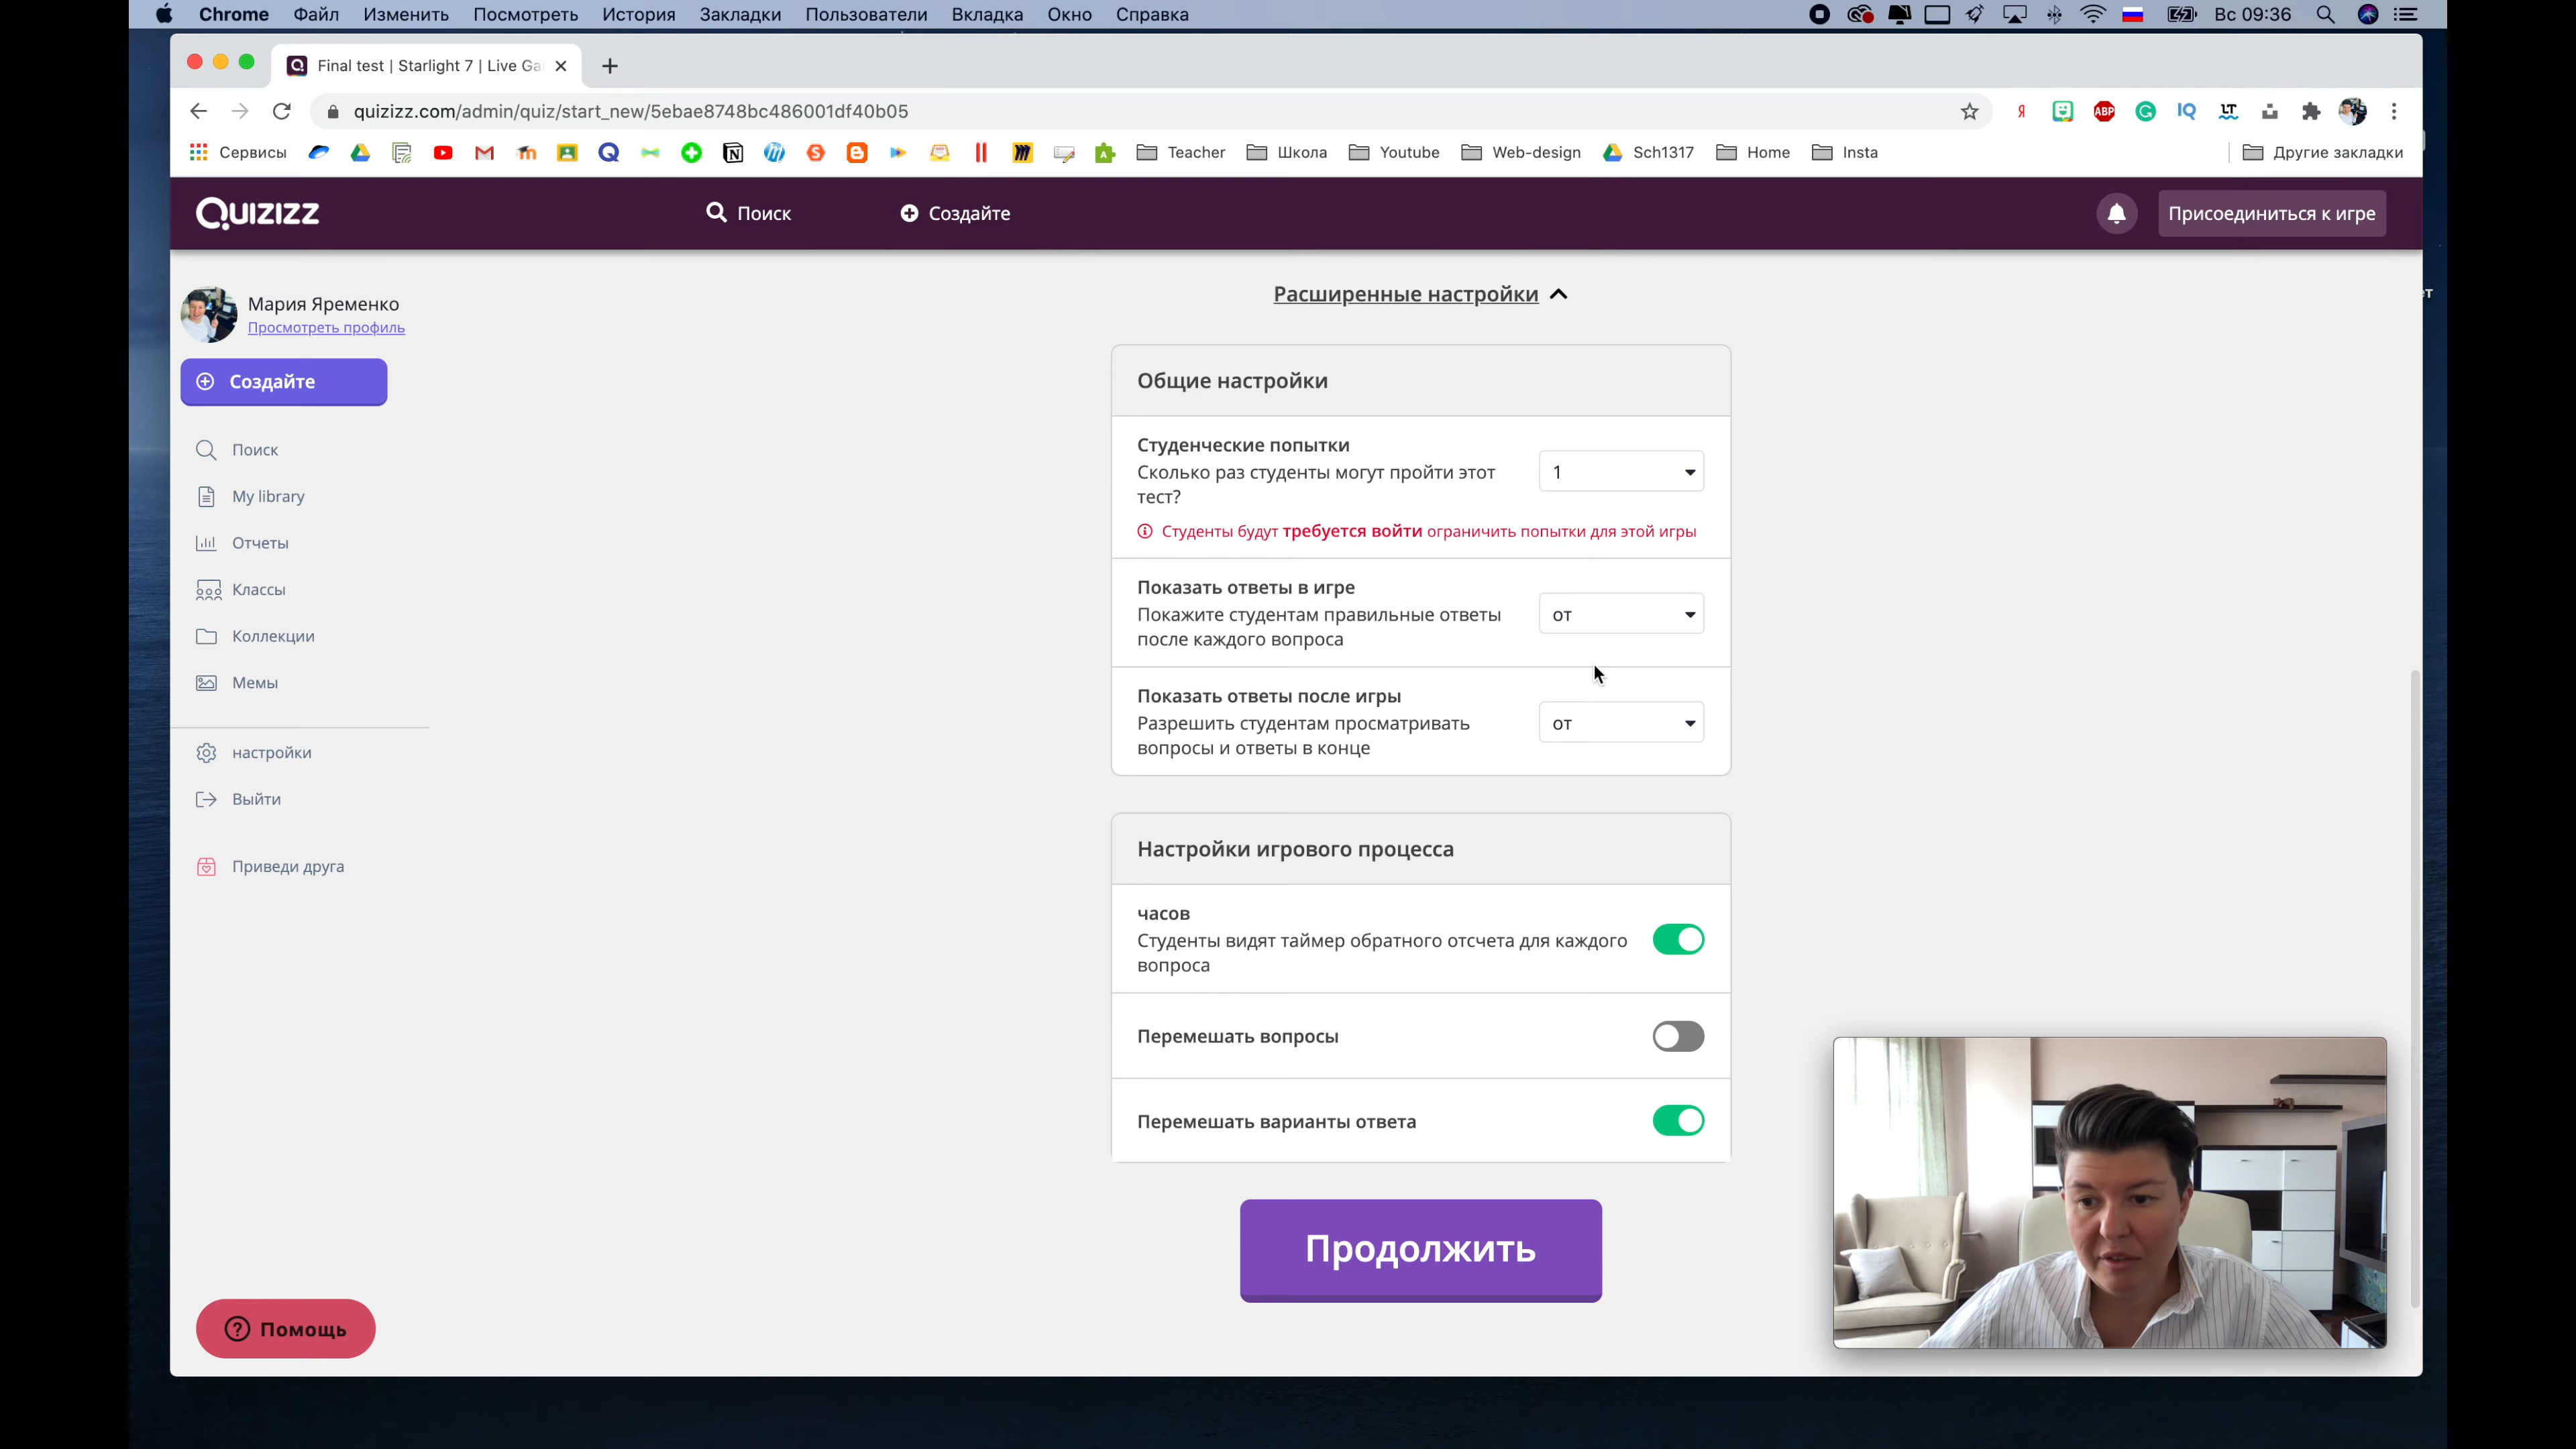 Chrome Файл Изменить Посмотреть История Закладки Пользователи Вкладка Окно Справка Вс 09:36
Final test | Starlight 7 | Live Ga
quizizz.com/admin/quiz/start_new/5ebae8748bc486001df40b05
Сервисы Teacher Школа Youtube Web-design Sch1317 Home Insta Другие закладки
Quizizz Поиск Создайте Присоединиться к игре
Мария Яременко
Просмотреть профиль
Создайте
Поиск
My library
Отчеты
Классы
Коллекции
Мемы
настройки
Выйти
Приведи друга
Помощь
Расширенные настройки
Общие настройки
Студенческие попытки
Сколько раз студенты могут пройти этот
тест?
1
Студенты будут требуется войти ограничить попытки для этой игры
Показать ответы в игре
Покажите студентам правильные ответы
после каждого вопроса
от
Показать ответы после игры
Разрешить студентам просматривать
вопросы и ответы в конце
от
Настройки игрового процесса
часов
Студенты видят таймер обратного отсчета для каждого
вопроса
Перемешать вопросы
Перемешать варианты ответа
Продолжить